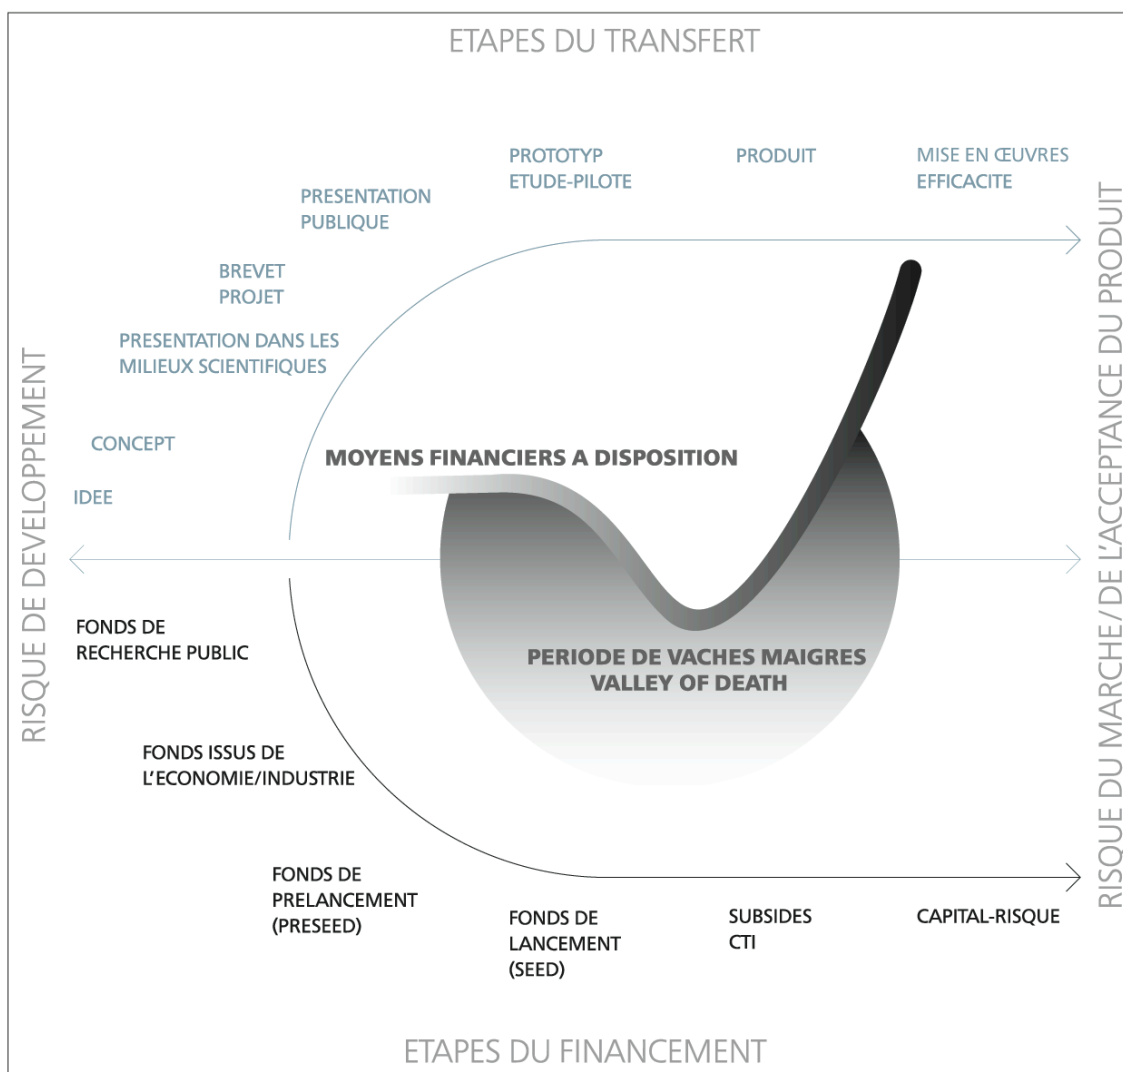 ETAPES DU TRANSFERT
PROTOTYP
ETUDE-PILOTE
PRODUIT
MISE EN ŒUVRES
EFFICACITE
PRESENTATION
PUBLIQUE
BREVET
PROJET
PRESENTATION DANS LES
MILIEUX SCIENTIFIQUES
CONCEPT
IDEE
RISQUE DE DEVELOPPEMENT
RISQUE DU MARCHE/DE L'ACCEPTANCE DU PRODUIT
MOYENS FINANCIERS A DISPOSITION
PERIODE DE VACHES MAIGRES
VALLEY OF DEATH
FONDS DE
RECHERCHE PUBLIC
FONDS ISSUS DE
L'ECONOMIE/INDUSTRIE
FONDS DE
PRELANCEMENT
(PRESEED)
FONDS DE
LANCEMENT
(SEED)
SUBSIDES
CTI
CAPITAL-RISQUE
ETAPES DU FINANCEMENT